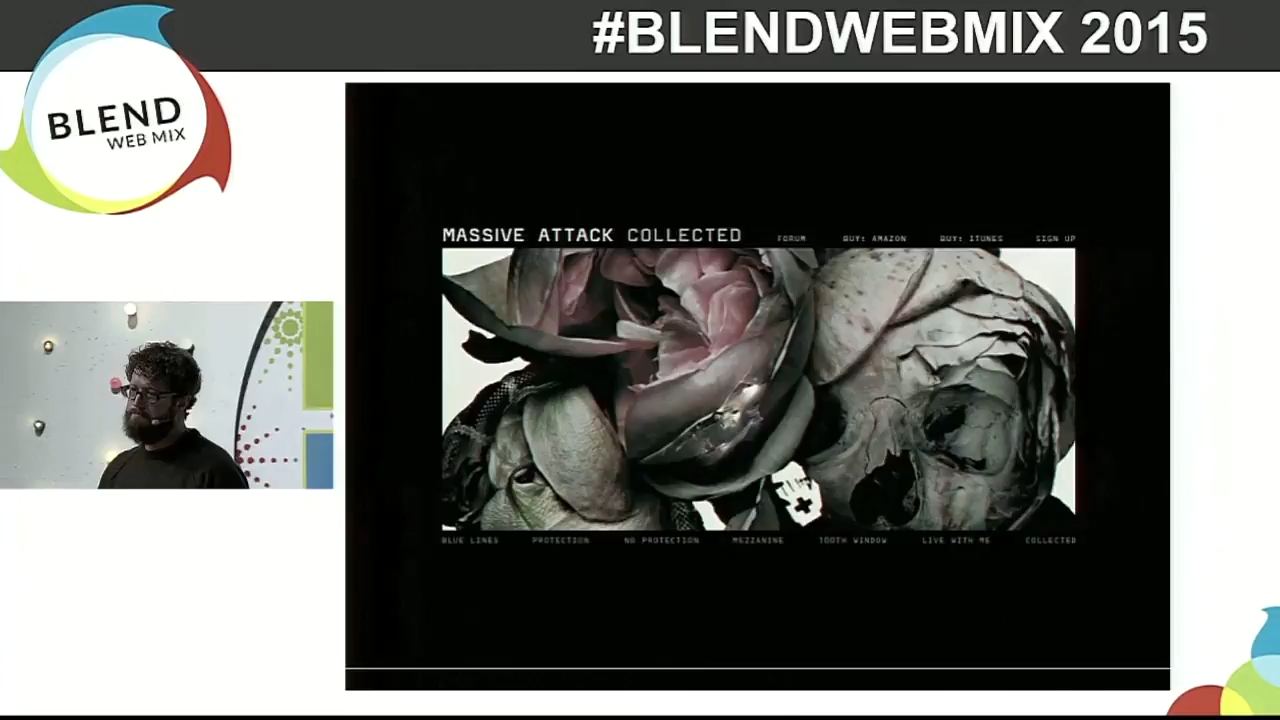 #BLENDWEBMIX 2015
BLEND
WEB MIX
MASSIVE ATTACK COLLECTED
FORUM
BUY: AMAZON
BUY: ITUNES
SIGN UP
BLUE LINES
PROTECTION
NO PROTECTION
MEZZANINE
100TH WINDOW
LIVE WITH ME
COLLECTED